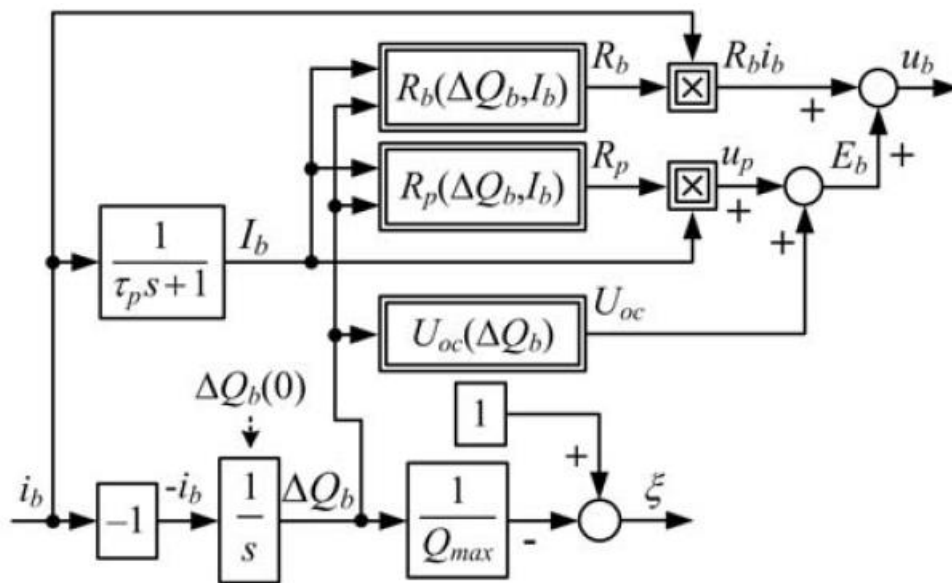 R_b(ΔQ_b,I_b) R_b × R_b i_b + u_b
+
R_p(ΔQ_b,I_b) R_p × u_p + E_b
+
1/(τ_p s+1) I_b
U_oc(ΔQ_b) U_oc
ΔQ_b(0)
1
+
i_b −1 -i_b 1/s ΔQ_b 1/Q_max - ξ